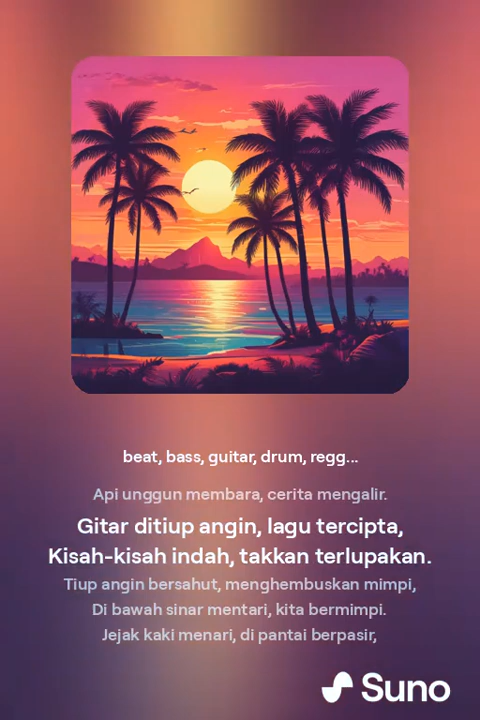 beat, bass, guitar, drum, regg...
Api unggun membara, cerita mengalir.
Gitar ditiup angin, lagu tercipta,
Kisah-kisah indah, takkan terlupakan.
Tiup angin bersahut, menghembuskan mimpi,
Di bawah sinar mentari, kita bermimpi.
Jejak kaki menari, di pantai berpasir,
Suno